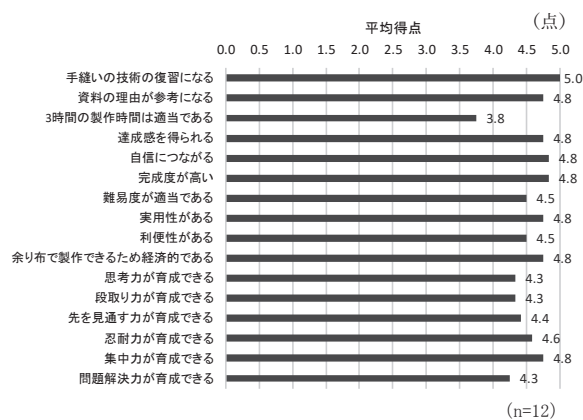 平均得点
(点)
0.0 0.5 1.0 1.5 2.0 2.5 3.0 3.5 4.0 4.5 5.0
手縫いの技術の復習になる 5.0
資料の理由が参考になる 4.8
3時間の製作時間は適当である 3.8
達成感を得られる 4.8
自信につながる 4.8
完成度が高い 4.8
難易度が適当である 4.5
実用性がある 4.8
利便性がある 4.5
余り布で製作できるため経済的である 4.8
思考力が育成できる 4.3
段取り力が育成できる 4.3
先を見通す力が育成できる 4.4
忍耐力が育成できる 4.6
集中力が育成できる 4.8
問題解決力が育成できる 4.3
(n=12)